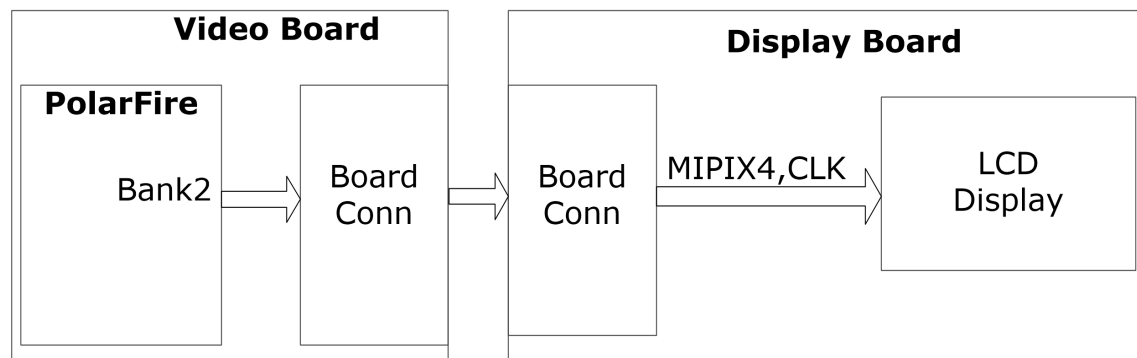 Video Board
Display Board
PolarFire
Bank2
Board
Conn
Board
Conn
MIPIX4,CLK
LCD
Display